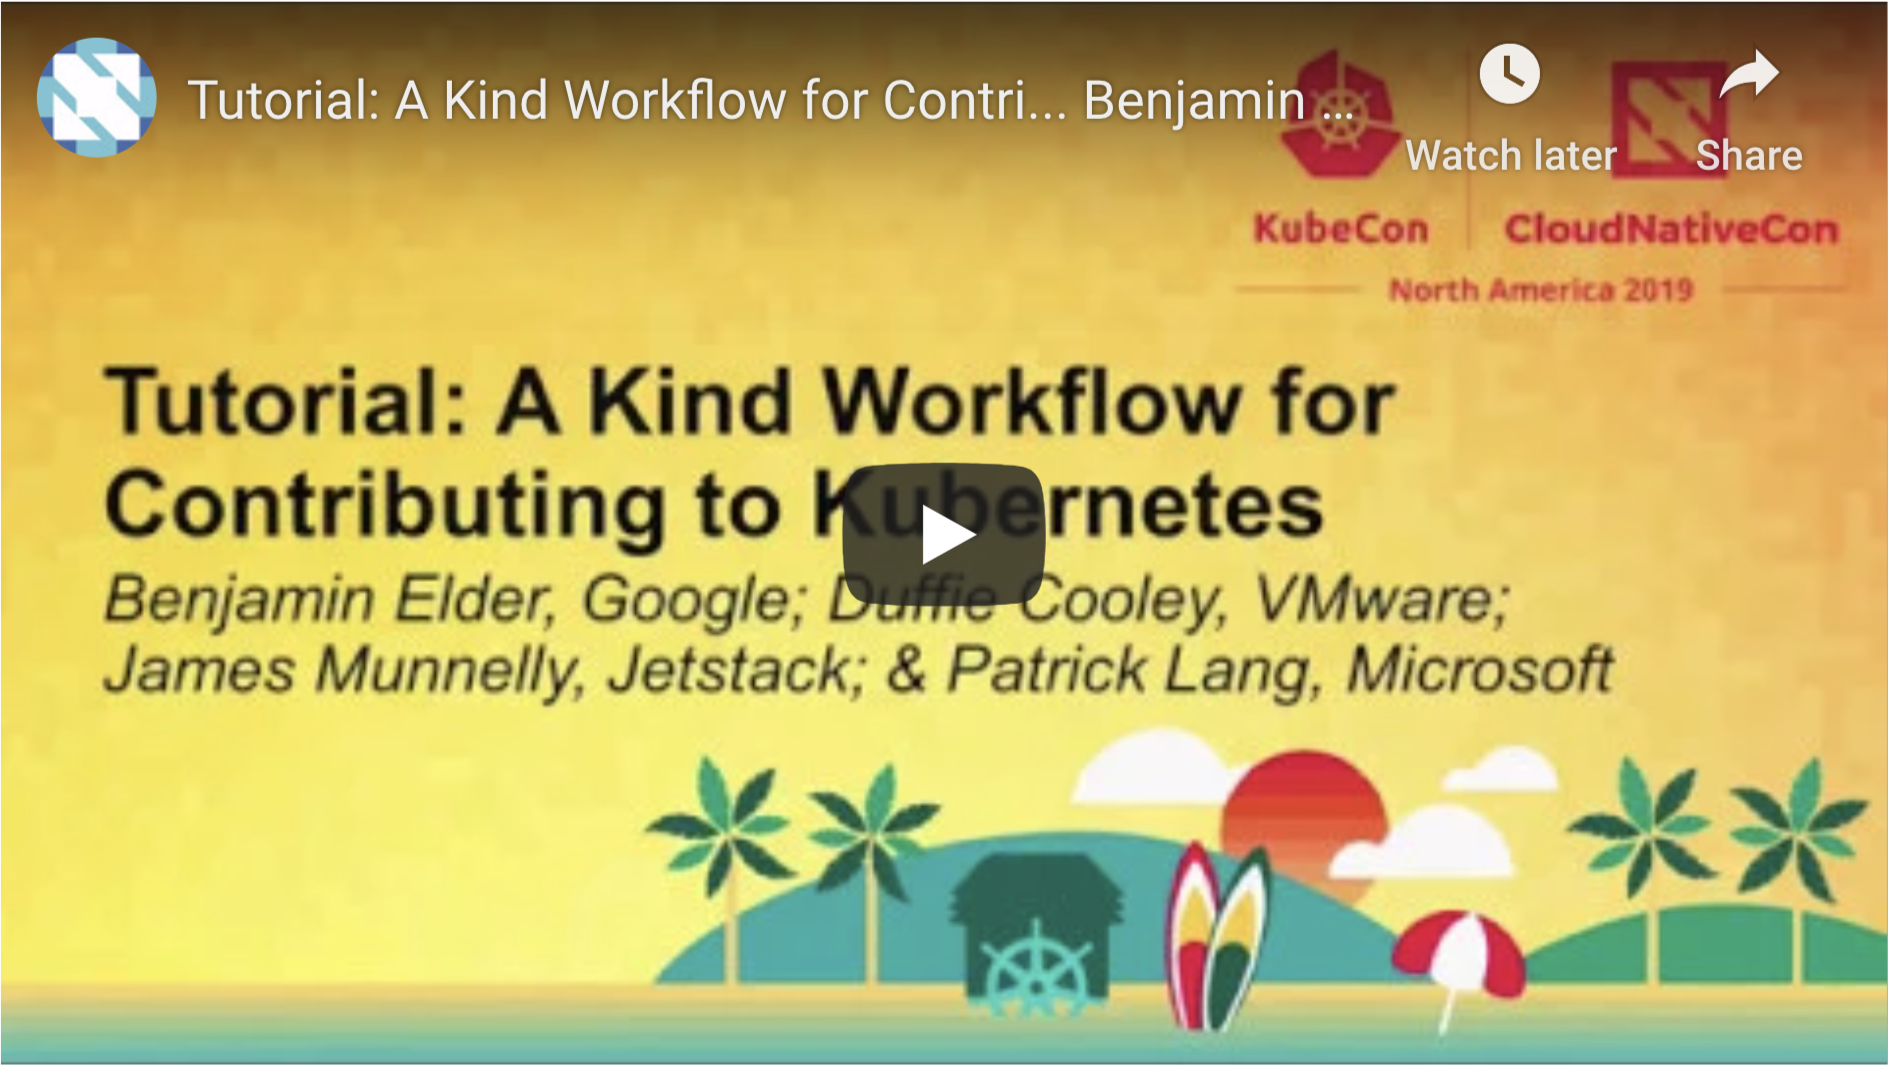 Tutorial: A Kind Workflow for Contri... Benjamin ...
Watch later
Share
KubeCon
CloudNativeCon
North America 2019
Tutorial: A Kind Workflow for
Contributing to Kubernetes
Benjamin Elder, Google; Duffie Cooley, VMware;
James Munnelly, Jetstack; & Patrick Lang, Microsoft